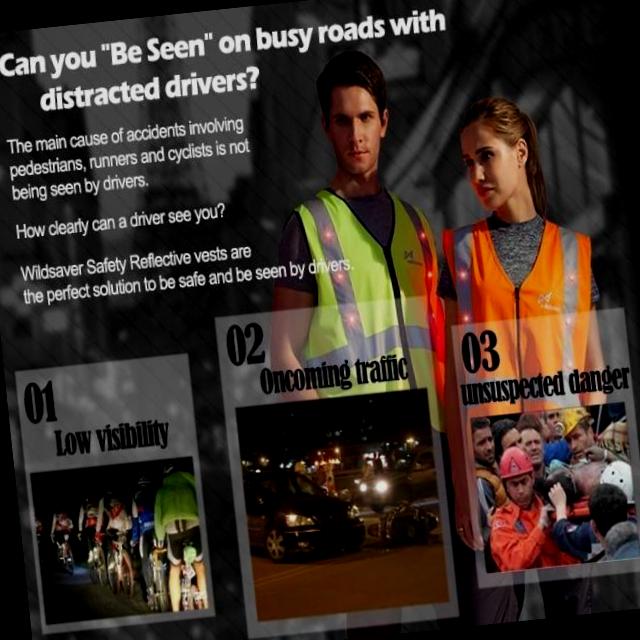 Can you "Be Seen" on busy roads with
distracted drivers?
The main cause of accidents involving
pedestrians, runners and cyclists is not
being seen by drivers.
How clearly can a driver see you?
Wildsaver Safety Reflective vests are
the perfect solution to be safe and be seen by drivers.
01
Low visibility
02
Oncoming traffic
03
unsuspected danger